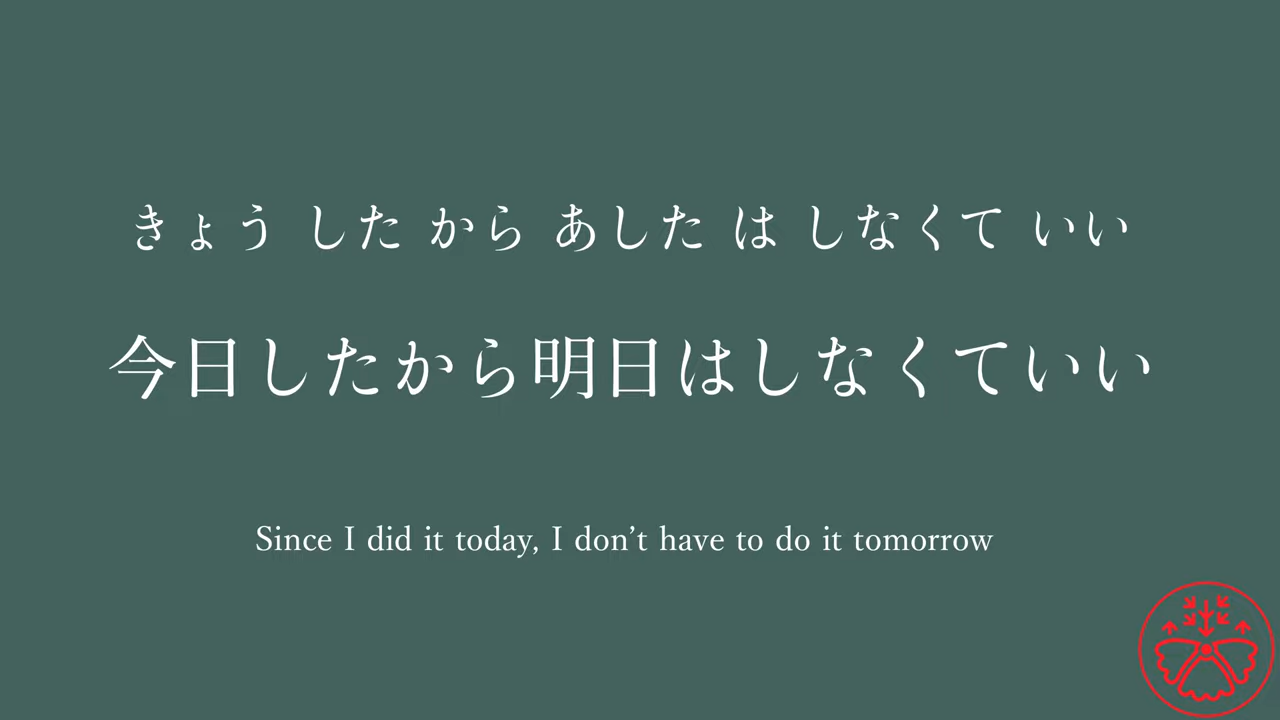 きょう した から あした は しなくて いい
今日したから明日はしなくていい
Since I did it today, I don’t have to do it tomorrow